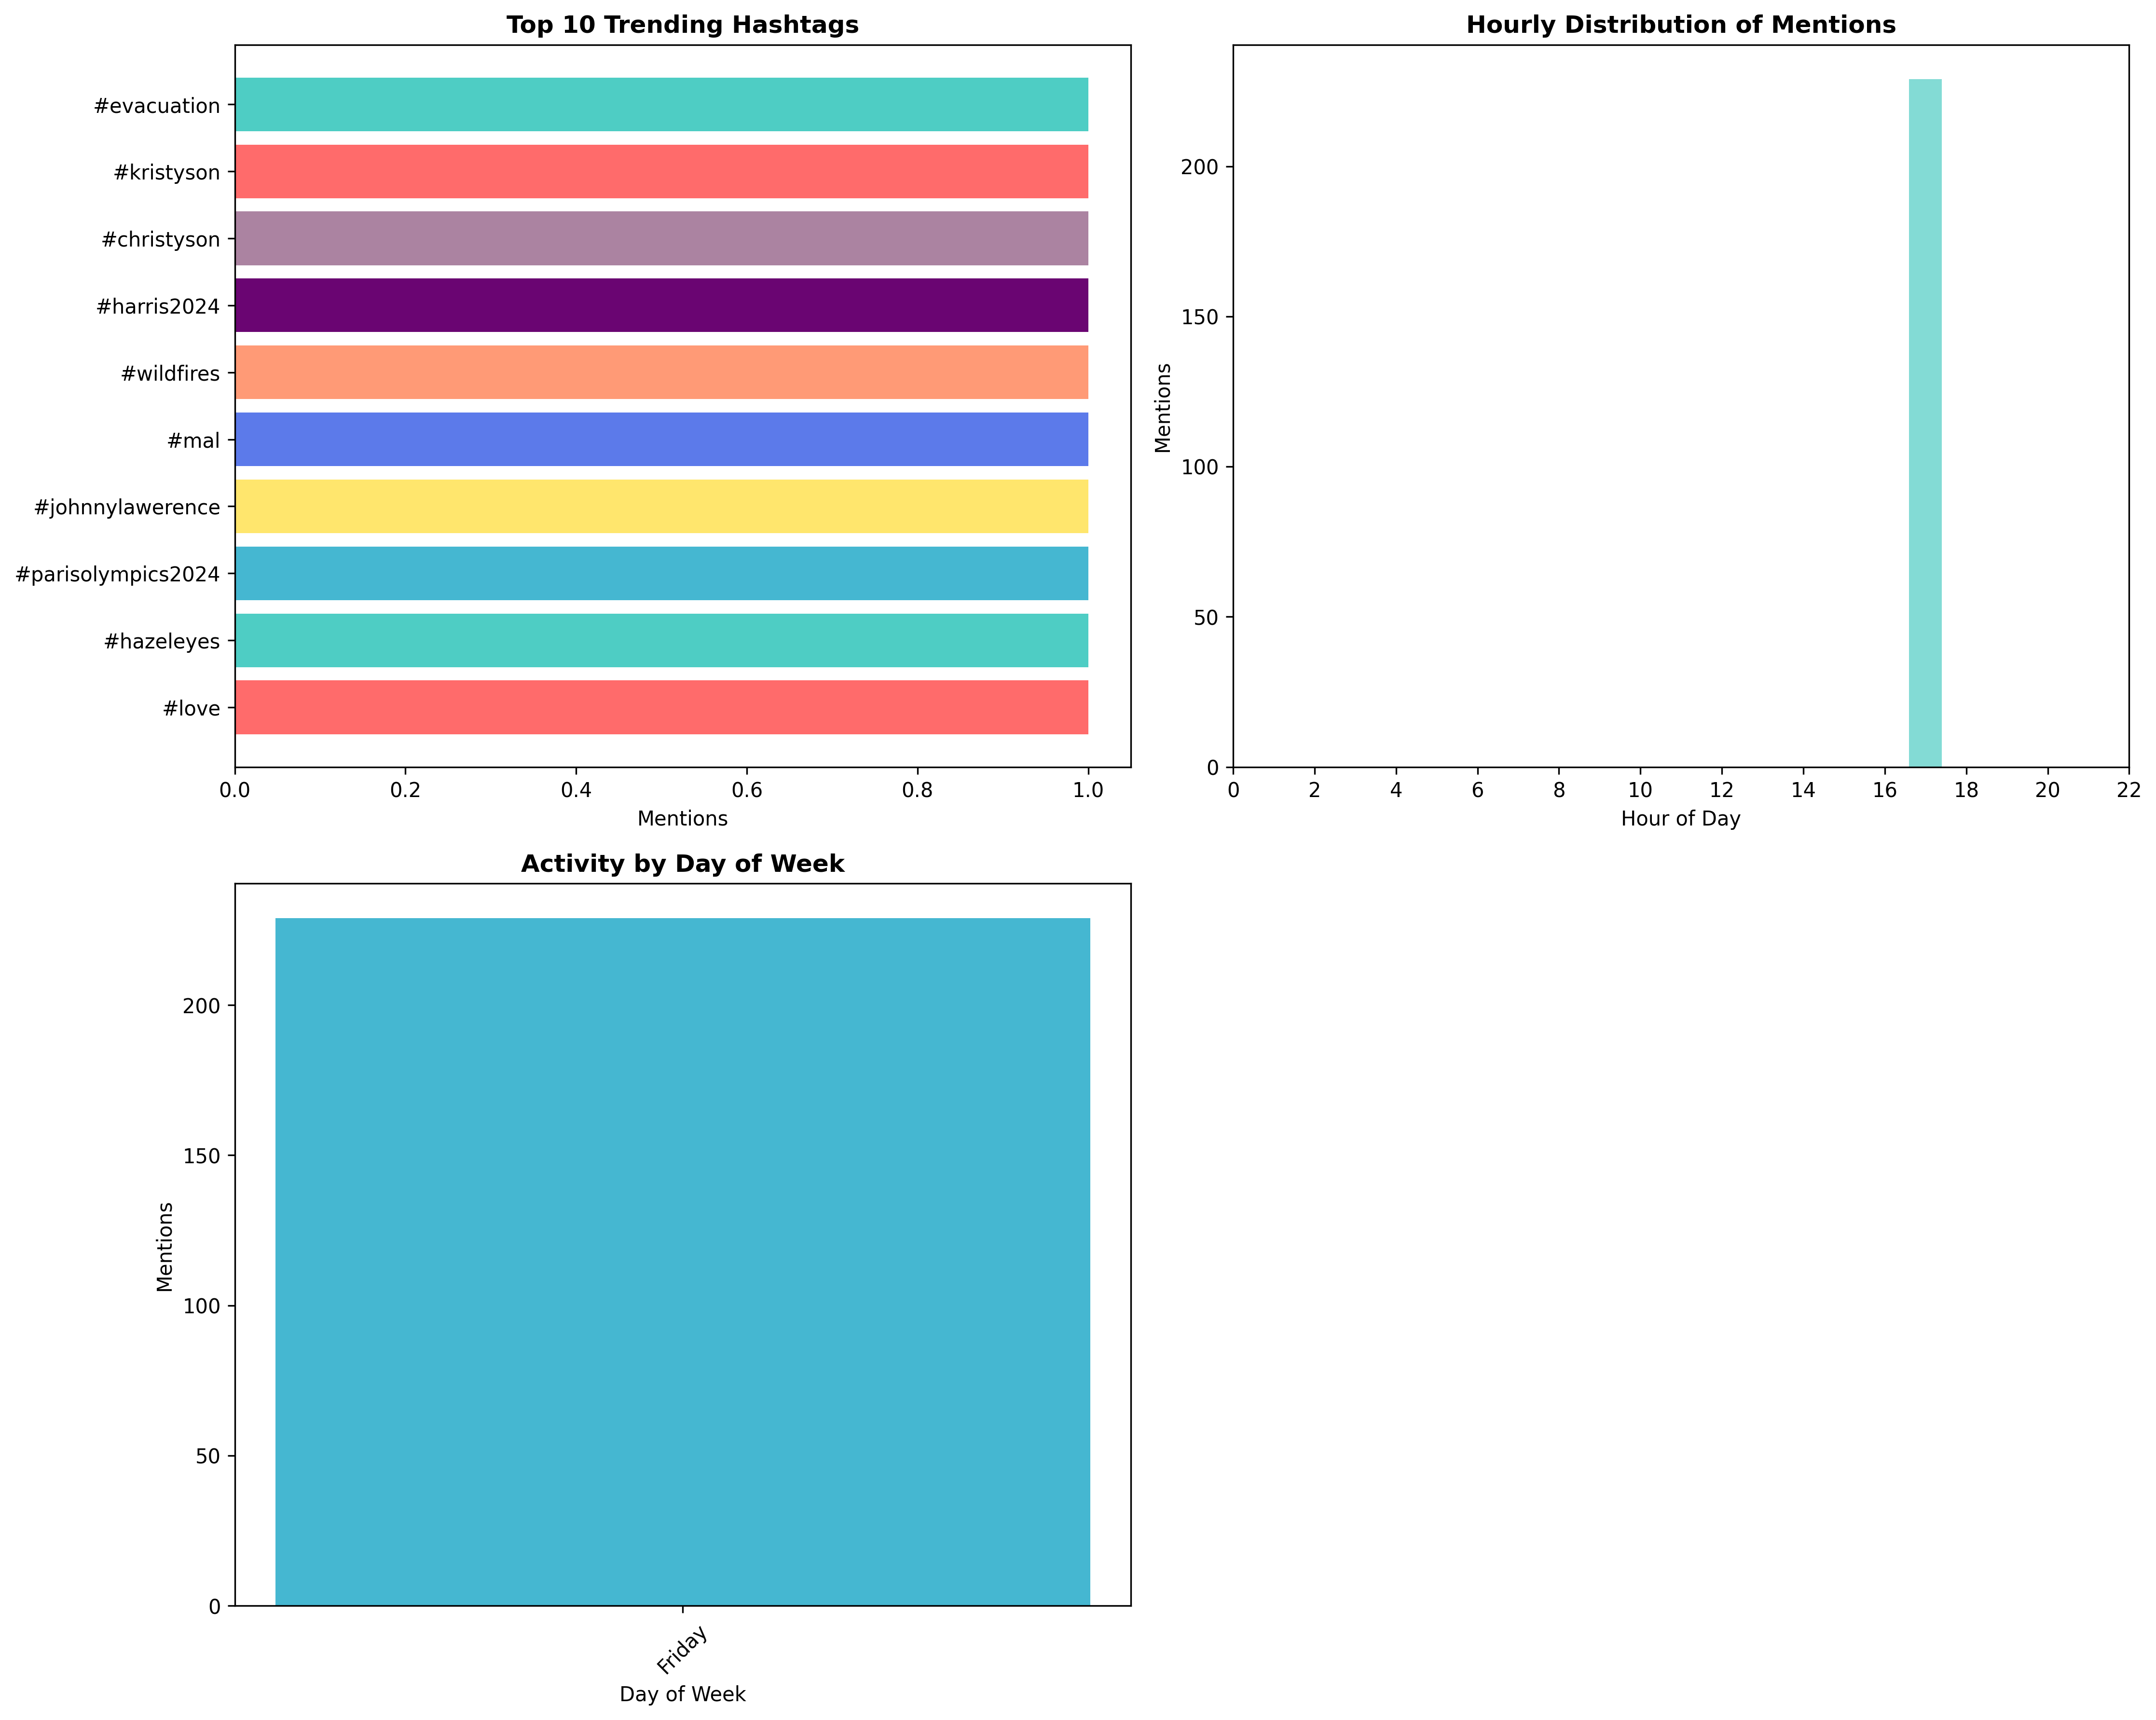 Top 10 Trending Hashtags
#evacuation
#kristyson
#christyson
#harris2024
#wildfires
#mal
#johnnylawerence
#parisolympics2024
#hazeleyes
#love
0.0 0.2 0.4 0.6 0.8 1.0
Mentions
Hourly Distribution of Mentions
Mentions
200
150
100
50
0
0 2 4 6 8 10 12 14 16 18 20 22
Hour of Day
Activity by Day of Week
Mentions
200
150
100
50
0
Friday
Day of Week